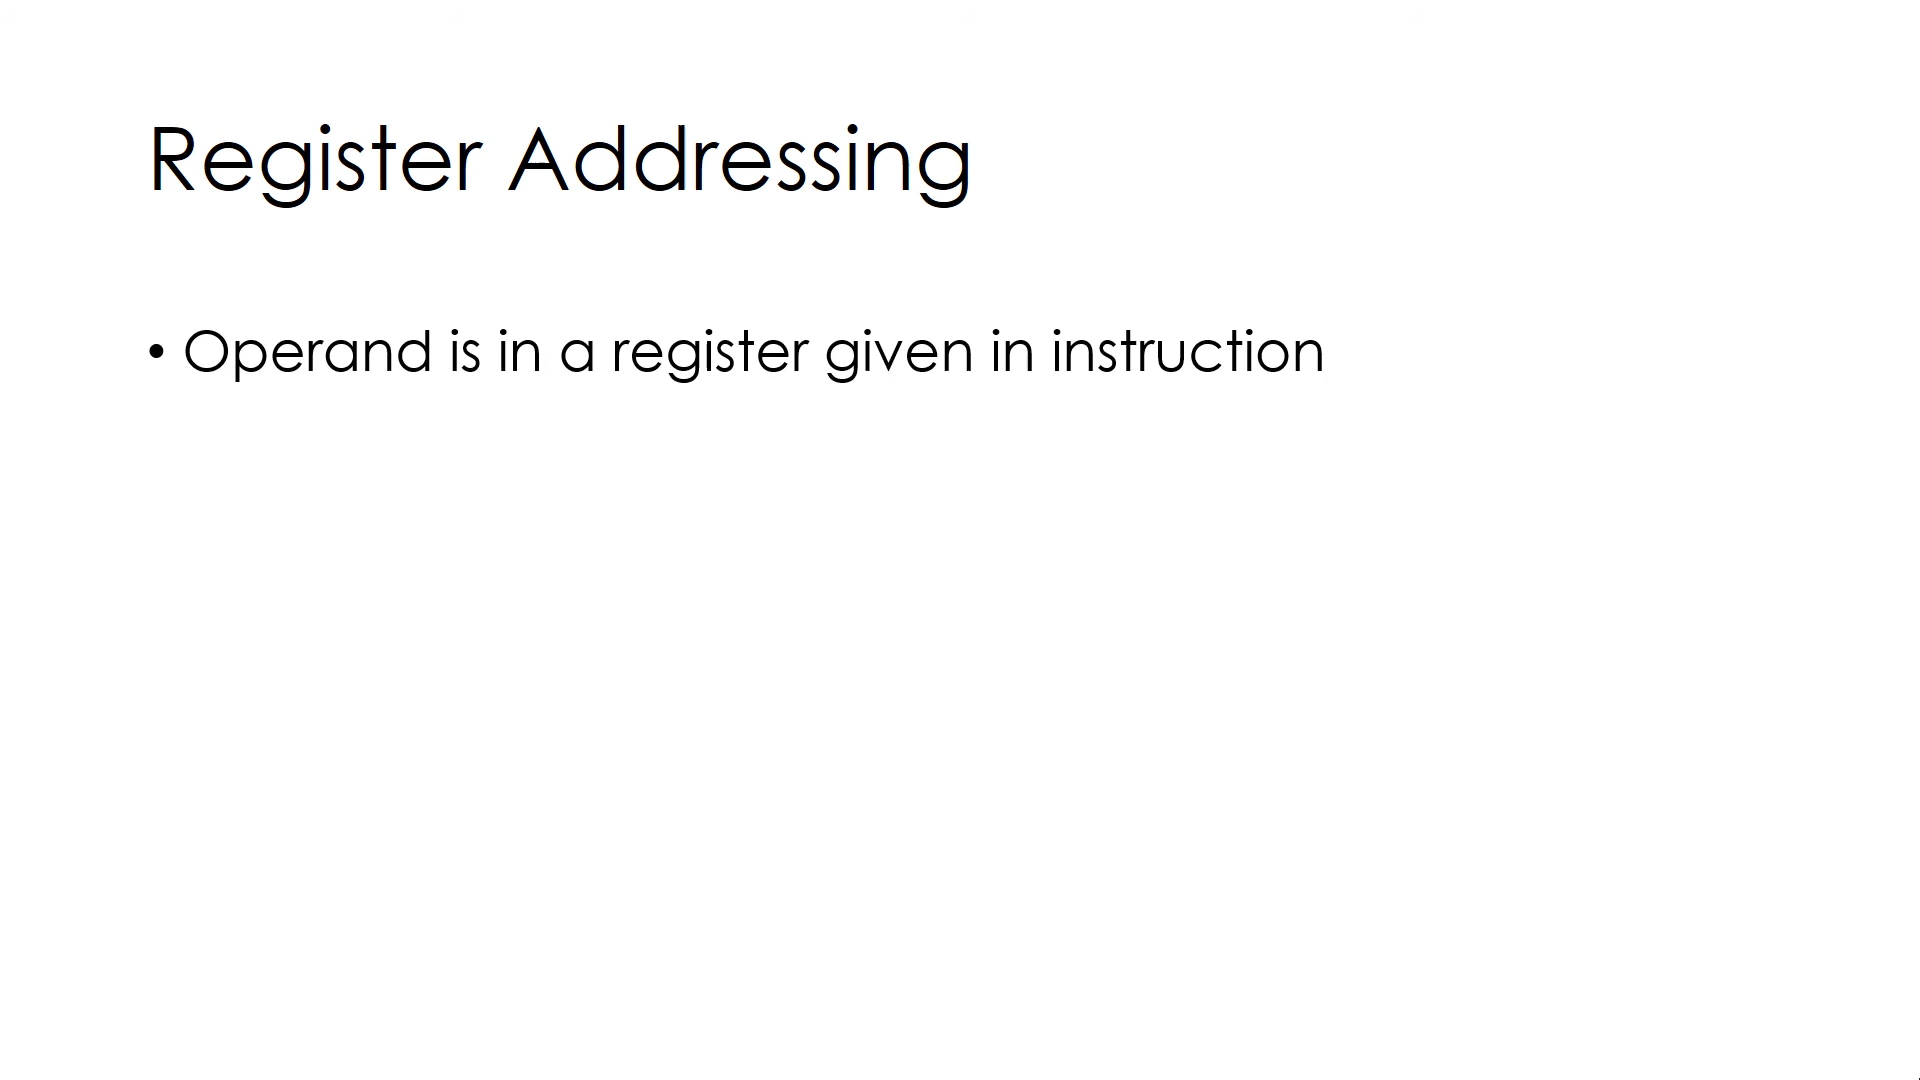 Register Addressing
• Operand is in a register given in instruction